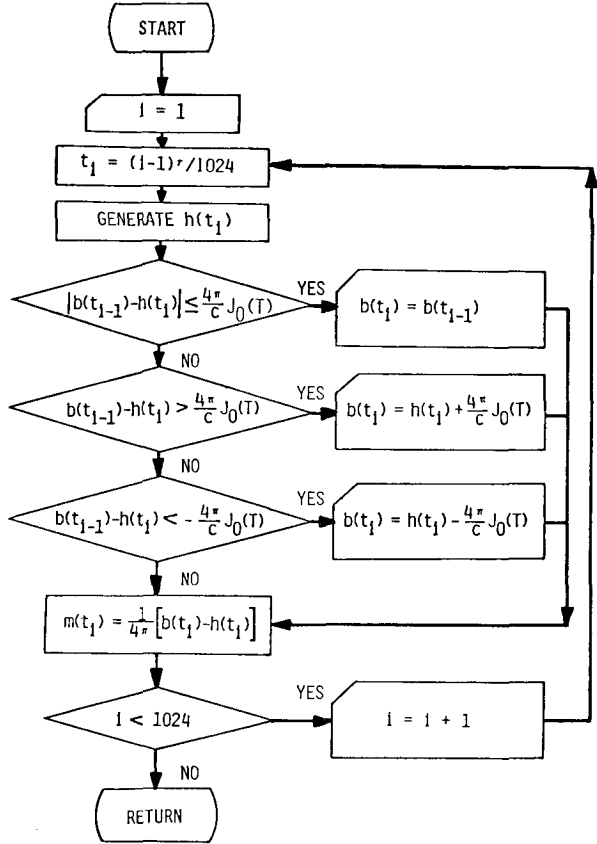 START
i = 1
t_i = (i-1)τ/1024
GENERATE h(t_i)
|b(t_{i-1})-h(t_i)| ≤ 4π/C J_0(T)
YES
b(t_i) = b(t_{i-1})
NO
b(t_{i-1})-h(t_i) > 4π/C J_0(T)
YES
b(t_i) = h(t_i)+4π/C J_0(T)
NO
b(t_{i-1})-h(t_i) < -4π/C J_0(T)
YES
b(t_i) = h(t_i)-4π/C J_0(T)
NO
m(t_i) = 1/4π [b(t_i)-h(t_i)]
i < 1024
YES
i = i + 1
NO
RETURN